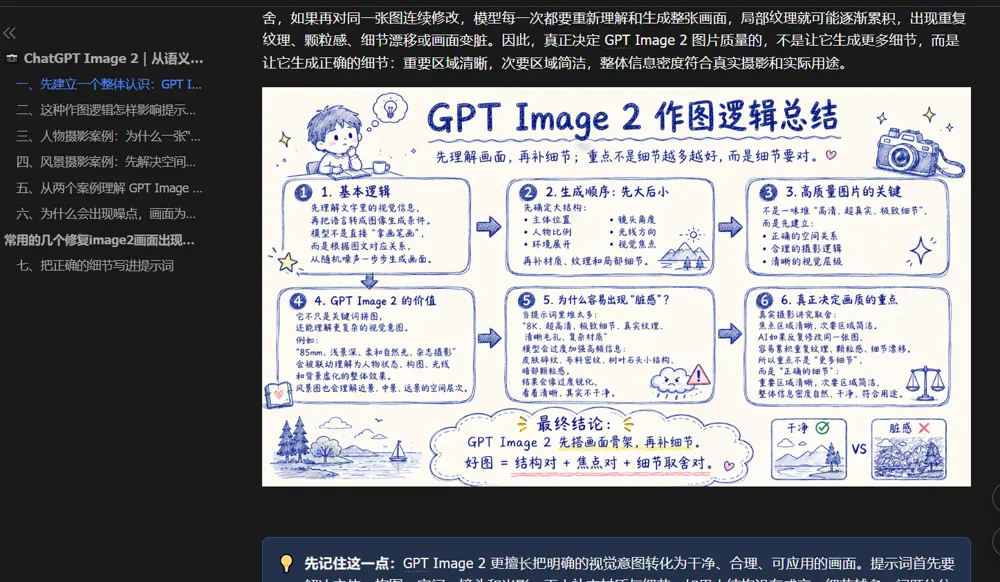 舍，如果再对同一张图连续修改，模型每一次都要重新理解和生成整张画面，局部纹理就可能逐渐累积，出现重复
纹理、颗粒感、细节漂移或画面变脏。因此，真正决定 GPT Image 2 图片质量的，不是让它生成更多细节，而是
让它生成正确的细节：重要区域清晰，次要区域简洁，整体信息密度符合真实摄影和实际用途。
ChatGPT Image 2 | 从语义...
一、先建立一个整体认识：GPT I...
二、这种作图逻辑怎样影响提示...
三、人物摄影案例：为什么一张“...
四、风景摄影案例：先解决空间...
五、从两个案例理解 GPT Image ...
六、为什么会出现噪点，画面为...
常用的几个修复image2画面出现...
七、把正确的细节写进提示词
GPT Image 2 作图逻辑总结
先理解画面，再补细节；重点不是细节越多越好，而是细节要对。
1 1. 基本逻辑
先理解文字里的视觉信息，
再把语言转成图像生成条件。
模型不是直接“拿画笔画”，
而是根据图文对应关系，
从随机噪声一步步生成画面。
2 2. 生成顺序：先大后小
先确定大结构：
• 主体位置
• 人物比例
• 环境展开
• 镜头角度
• 光线方向
• 视觉焦点
再补材质、纹理和局部细节。
3 3. 高质量图片的关键
不是一味堆“高清、超真实、极致细节”，
而是先建立：
• 正确的空间关系
• 合理的摄影逻辑
• 清晰的视觉层级
4 4. GPT Image 2 的价值
它不只是关键词拼图，
还能理解更复杂的视觉意图。
例如：
“85mm、浅景深、柔和自然光、杂志摄影”
会被联动理解为人物状态、构图、光线
和背景虚化的整体效果。
风景图也会理解近景、中景、远景的空间层次。
5 5. 为什么容易出现“脏感”？
当提示词里堆太多：
“8K、超高清、极致细节、真实纹理、
清晰毛孔、复杂材质”
模型会过度加强高频信息：
皮肤碎纹、布料密纹、树叶石头小结构、
暗部颗粒感。
结果会像过度锐化，
看着清晰，真实不干净。
6 6. 真正决定画质的重点
真实摄影讲究取舍：
焦点区域清晰，次要区域简洁。
AI如果反复修改同一张图，
容易累积重复纹理、颗粒感、细节漂移。
所以重点不是“更多细节”，
而是“正确的细节”：
重要区域清晰，次要区域简洁，
整体信息密度自然、干净、符合用途。
最终结论：
GPT Image 2 先搭画面骨架，再补细节。
好图 = 结构对 + 焦点对 + 细节取舍对。
干净
VS
脏感
先记住这一点：GPT Image 2 更擅长把明确的视觉意图转化为干净、合理、可应用的画面。提示词首先要